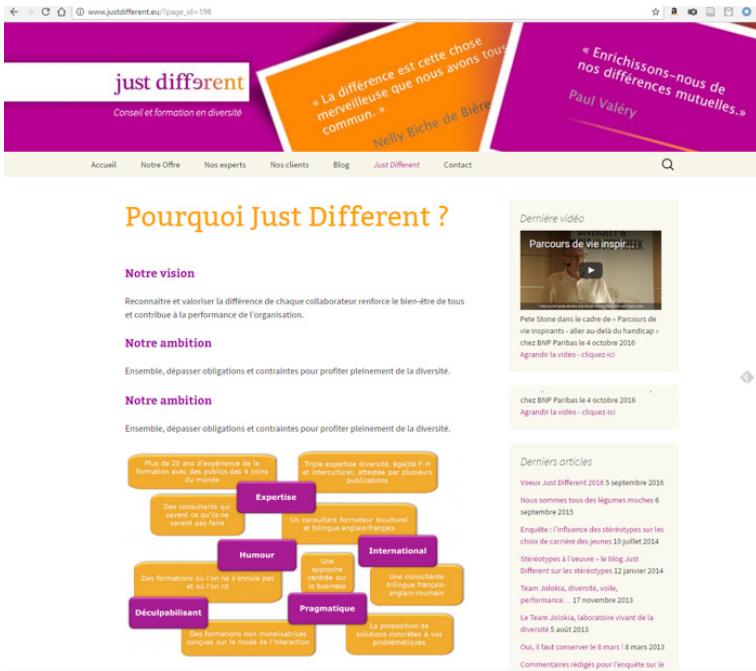 www.justdifferent.eu/?page_id=198
just different
Conseil et formation en diversité
« La différence est cette chose
merveilleuse que nous avons tous
commun. »
Nelly Biche de Bière
« Enrichissons-nous de
nos différences mutuelles.»
Paul Valéry
Accueil Notre Offre Nos experts Nos clients Blog Just Different Contact
Pourquoi Just Different ?
Notre vision
Reconnaitre et valoriser la différence de chaque collaborateur renforce le bien-être de tous
et contribue à la performance de l'organisation.
Notre ambition
Ensemble, dépasser obligations et contraintes pour profiter pleinement de la diversité.
Notre ambition
Ensemble, dépasser obligations et contraintes pour profiter pleinement de la diversité.
Plus de 20 ans d'expérience de la
formation avec des publics des 4 coins
du monde
Triple expertise diversité, égalité F-H
et interculturel, attestée par plusieurs
publications
Expertise
Des consultants qui
savent ce qu'ils ne
savent pas faire
Un consultant formateur biculturel
et bilingue anglais-français
Humour
International
Des formations où l'on ne s'ennuie pas
et où l'on rit
Une
approche
centrée sur
le business
Une consultante
trilingue français-
anglais-roumain
Déculpabilisant
Pragmatique
Des formations non moralisatrices
conçues sur le mode de l'interaction
La proposition de
solutions concrètes à vos
problématiques
Dernière vidéo
Parcours de vie inspir...
Pete Stone dans le cadre de « Parcours de
vie inspirants - aller au-delà du handicap »
chez BNP Paribas le 4 octobre 2016
Agrandir la vidéo - cliquez-ici
chez BNP Paribas le 4 octobre 2016
Agrandir la vidéo - cliquez-ici
Derniers articles
Voeux Just Different 2016 5 septembre 2016
Nous sommes tous des légumes moches 6
septembre 2015
Enquête : l'influence des stéréotypes sur les
choix de carrière des jeunes 10 juillet 2014
Stéréotypes à l'oeuvre – le blog Just
Different sur les stéréotypes 12 janvier 2014
Team Jolokia, diversité, voile,
performance… 17 novembre 2013
Le Team Jolokia, laboratoire vivant de la
diversité 5 août 2013
Oui, il faut conserver le 8 mars ! 8 mars 2013
Commentaires rédigés pour l'enquête sur le